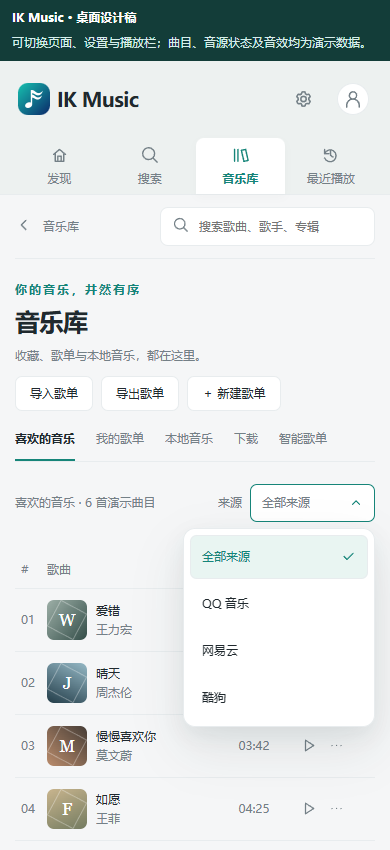 IK Music • 桌面设计稿
可切换页面、设置与播放栏；曲目、音源状态及音效均为演示数据。
IK Music
发现 搜索 音乐库 最近播放
音乐库 搜索歌曲、歌手、专辑
你的音乐，井然有序
音乐库
收藏、歌单与本地音乐，都在这里。
导入歌单 导出歌单 + 新建歌单
喜欢的音乐 我的歌单 本地音乐 下载 智能歌单
喜欢的音乐 · 6 首演示曲目 来源 全部来源
全部来源
QQ 音乐
网易云
酷狗
# 歌曲
01 W 爱错
王力宏
02 J 晴天
周杰伦
03 M 慢慢喜欢你 03:42 ···
莫文蔚
04 F 如愿 04:25 ···
王菲